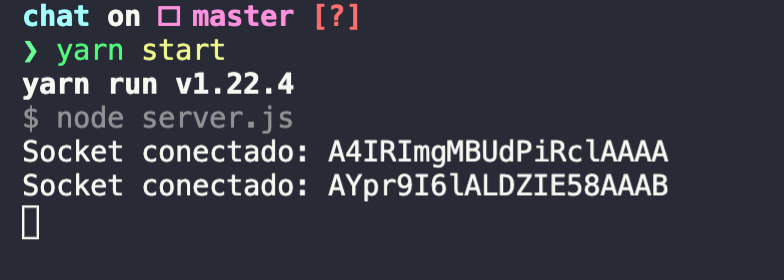 chat on □ master [?]
❯ yarn start
yarn run v1.22.4
$ node server.js
Socket conectado: A4IRImgMBUdPiRclAAAA
Socket conectado: AYpr9I6lALDZIE58AAAB